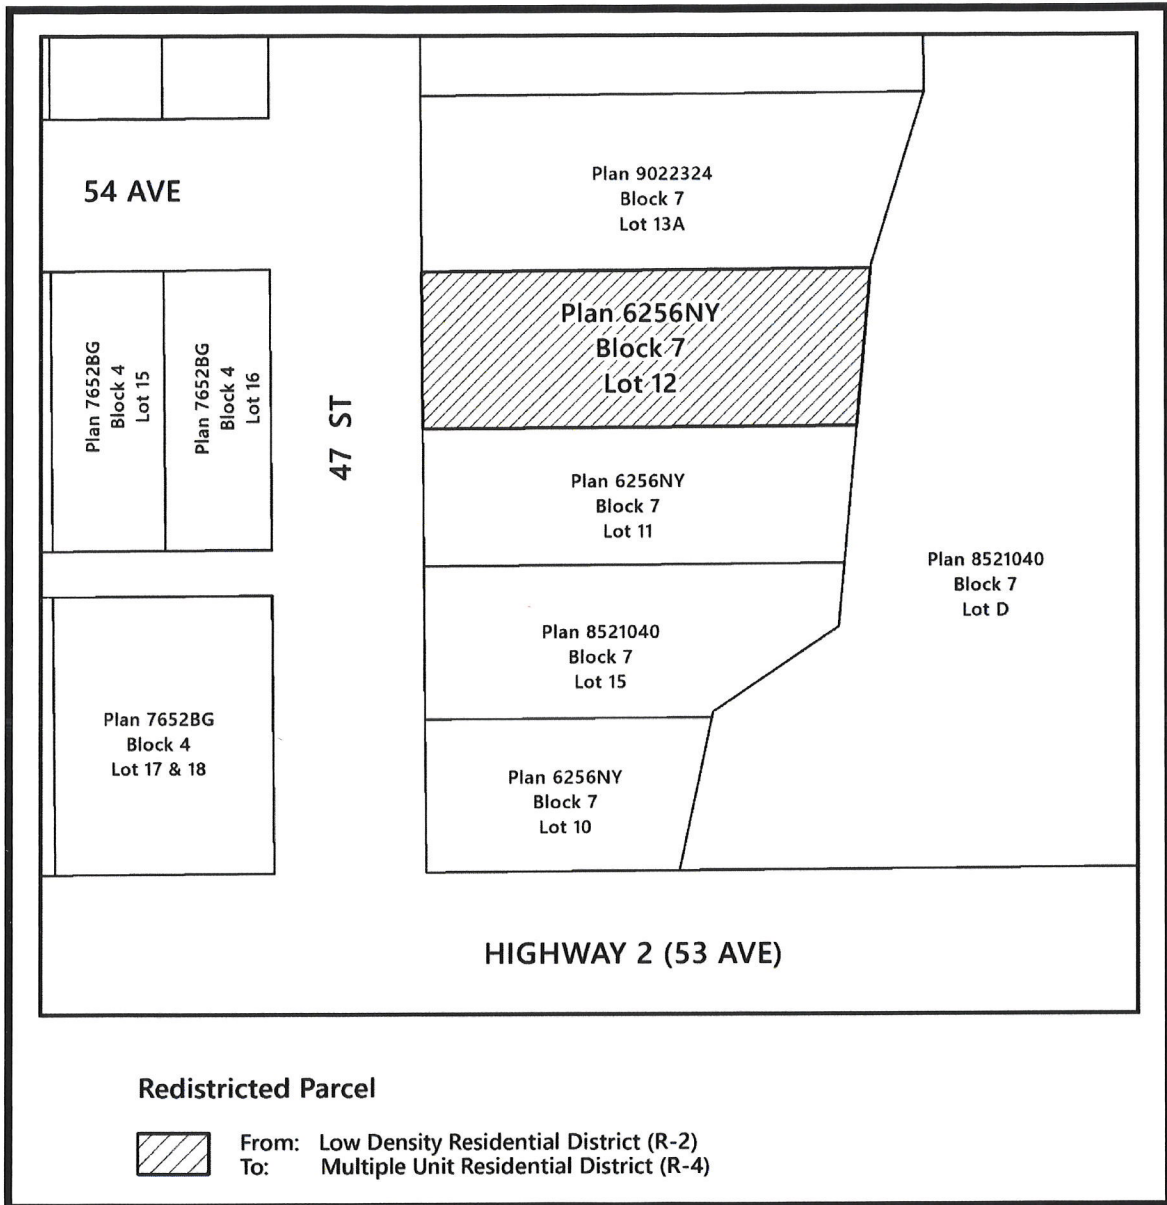 54 AVE
Plan 9022324
Block 7
Lot 13A
Plan 6256NY
Block 7
Lot 12
Plan 7652BG
Block 4
Lot 15
Plan 7652BG
Block 4
Lot 16
47 ST
Plan 6256NY
Block 7
Lot 11
Plan 8521040
Block 7
Lot D
Plan 8521040
Block 7
Lot 15
Plan 7652BG
Block 4
Lot 17 & 18
Plan 6256NY
Block 7
Lot 10
HIGHWAY 2 (53 AVE)
Redistricted Parcel
From: Low Density Residential District (R-2)
To: Multiple Unit Residential District (R-4)